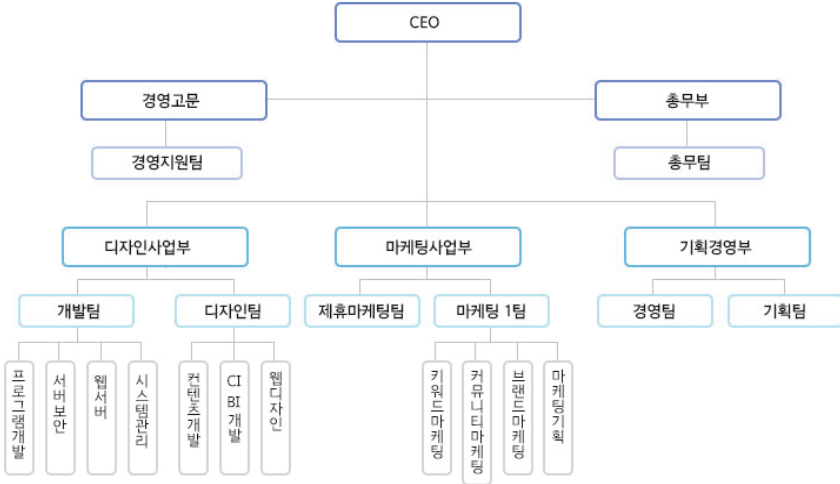 CEO
경영고문
총무부
경영지원팀
총무팀
디자인사업부
마케팅사업부
기획경영부
개발팀
디자인팀
제휴마케팅팀
마케팅 1팀
경영팀
기획팀
프로그램개발
서버보안
웹서버
시스템관리
컨텐츠개발
CI
BI 개발
웹디자인
키워드마케팅
커뮤니티마케팅
브랜드마케팅
마케팅기획